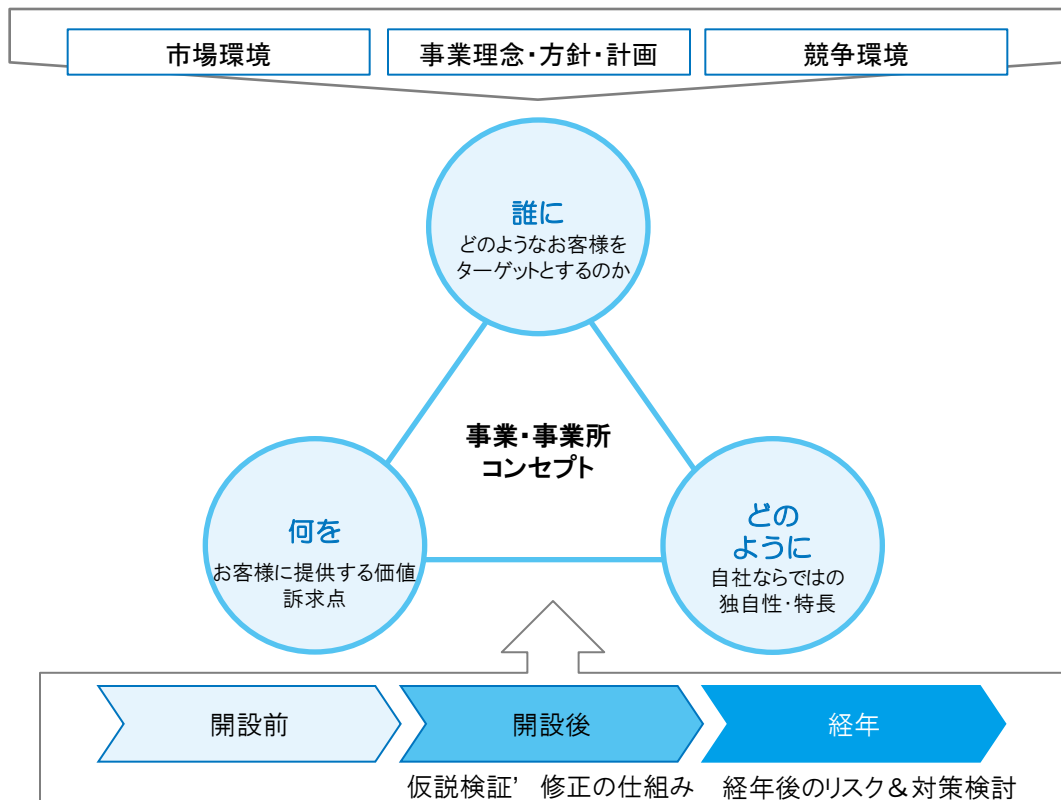 市場環境
事業理念・方針・計画
競争環境
誰に
どのようなお客様を
ターゲットとするのか
事業・事業所
コンセプト
何を
お客様に提供する価値
訴求点
どの
ように
自社ならではの
独自性・特長
開設前
開設後
経年
仮説検証’ 修正の仕組み
経年後のリスク&対策検討